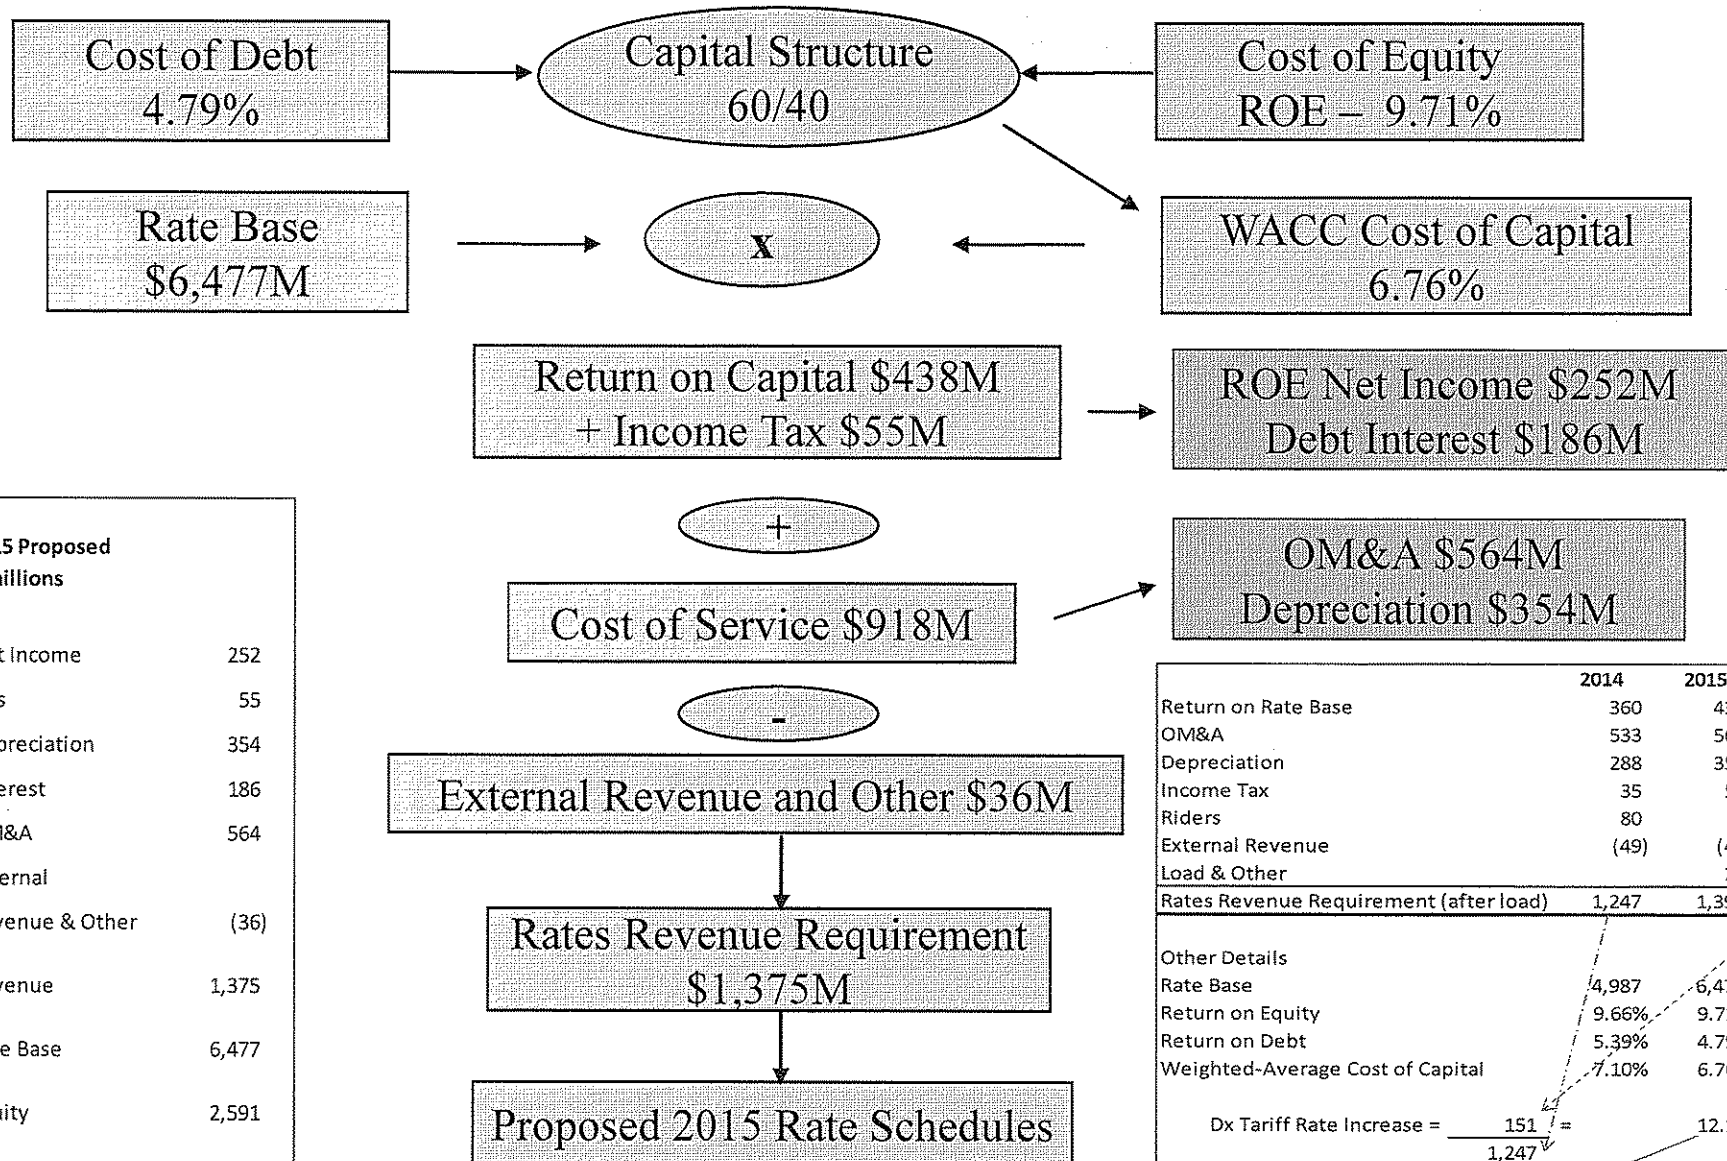 Cost of Debt
4.79%
Capital Structure
60/40
Cost of Equity
ROE – 9.71%
Rate Base
$6,477M
x
WACC Cost of Capital
6.76%
Return on Capital $438M
+ Income Tax $55M
ROE Net Income $252M
Debt Interest $186M
+
Cost of Service $918M
OM&A $564M
Depreciation $354M
-
External Revenue and Other $36M
Rates Revenue Requirement
$1,375M
Proposed 2015 Rate Schedules
Proposed
Income 252
55
354
186
564
Revenue & Other (36)
1,375
Base 6,477
2,591
2014 2015
Return on Rate Base 360
OM&A 533
Depreciation 288
Income Tax 35
Riders 80
External Revenue (49)
Load & Other
Rates Revenue Requirement (after load) 1,247
Other Details
Rate Base 4,987
Return on Equity 9.66%
Return on Debt 5.39%
Weighted-Average Cost of Capital 7.10%
Dx Tariff Rate Increase = 151 =
1,247